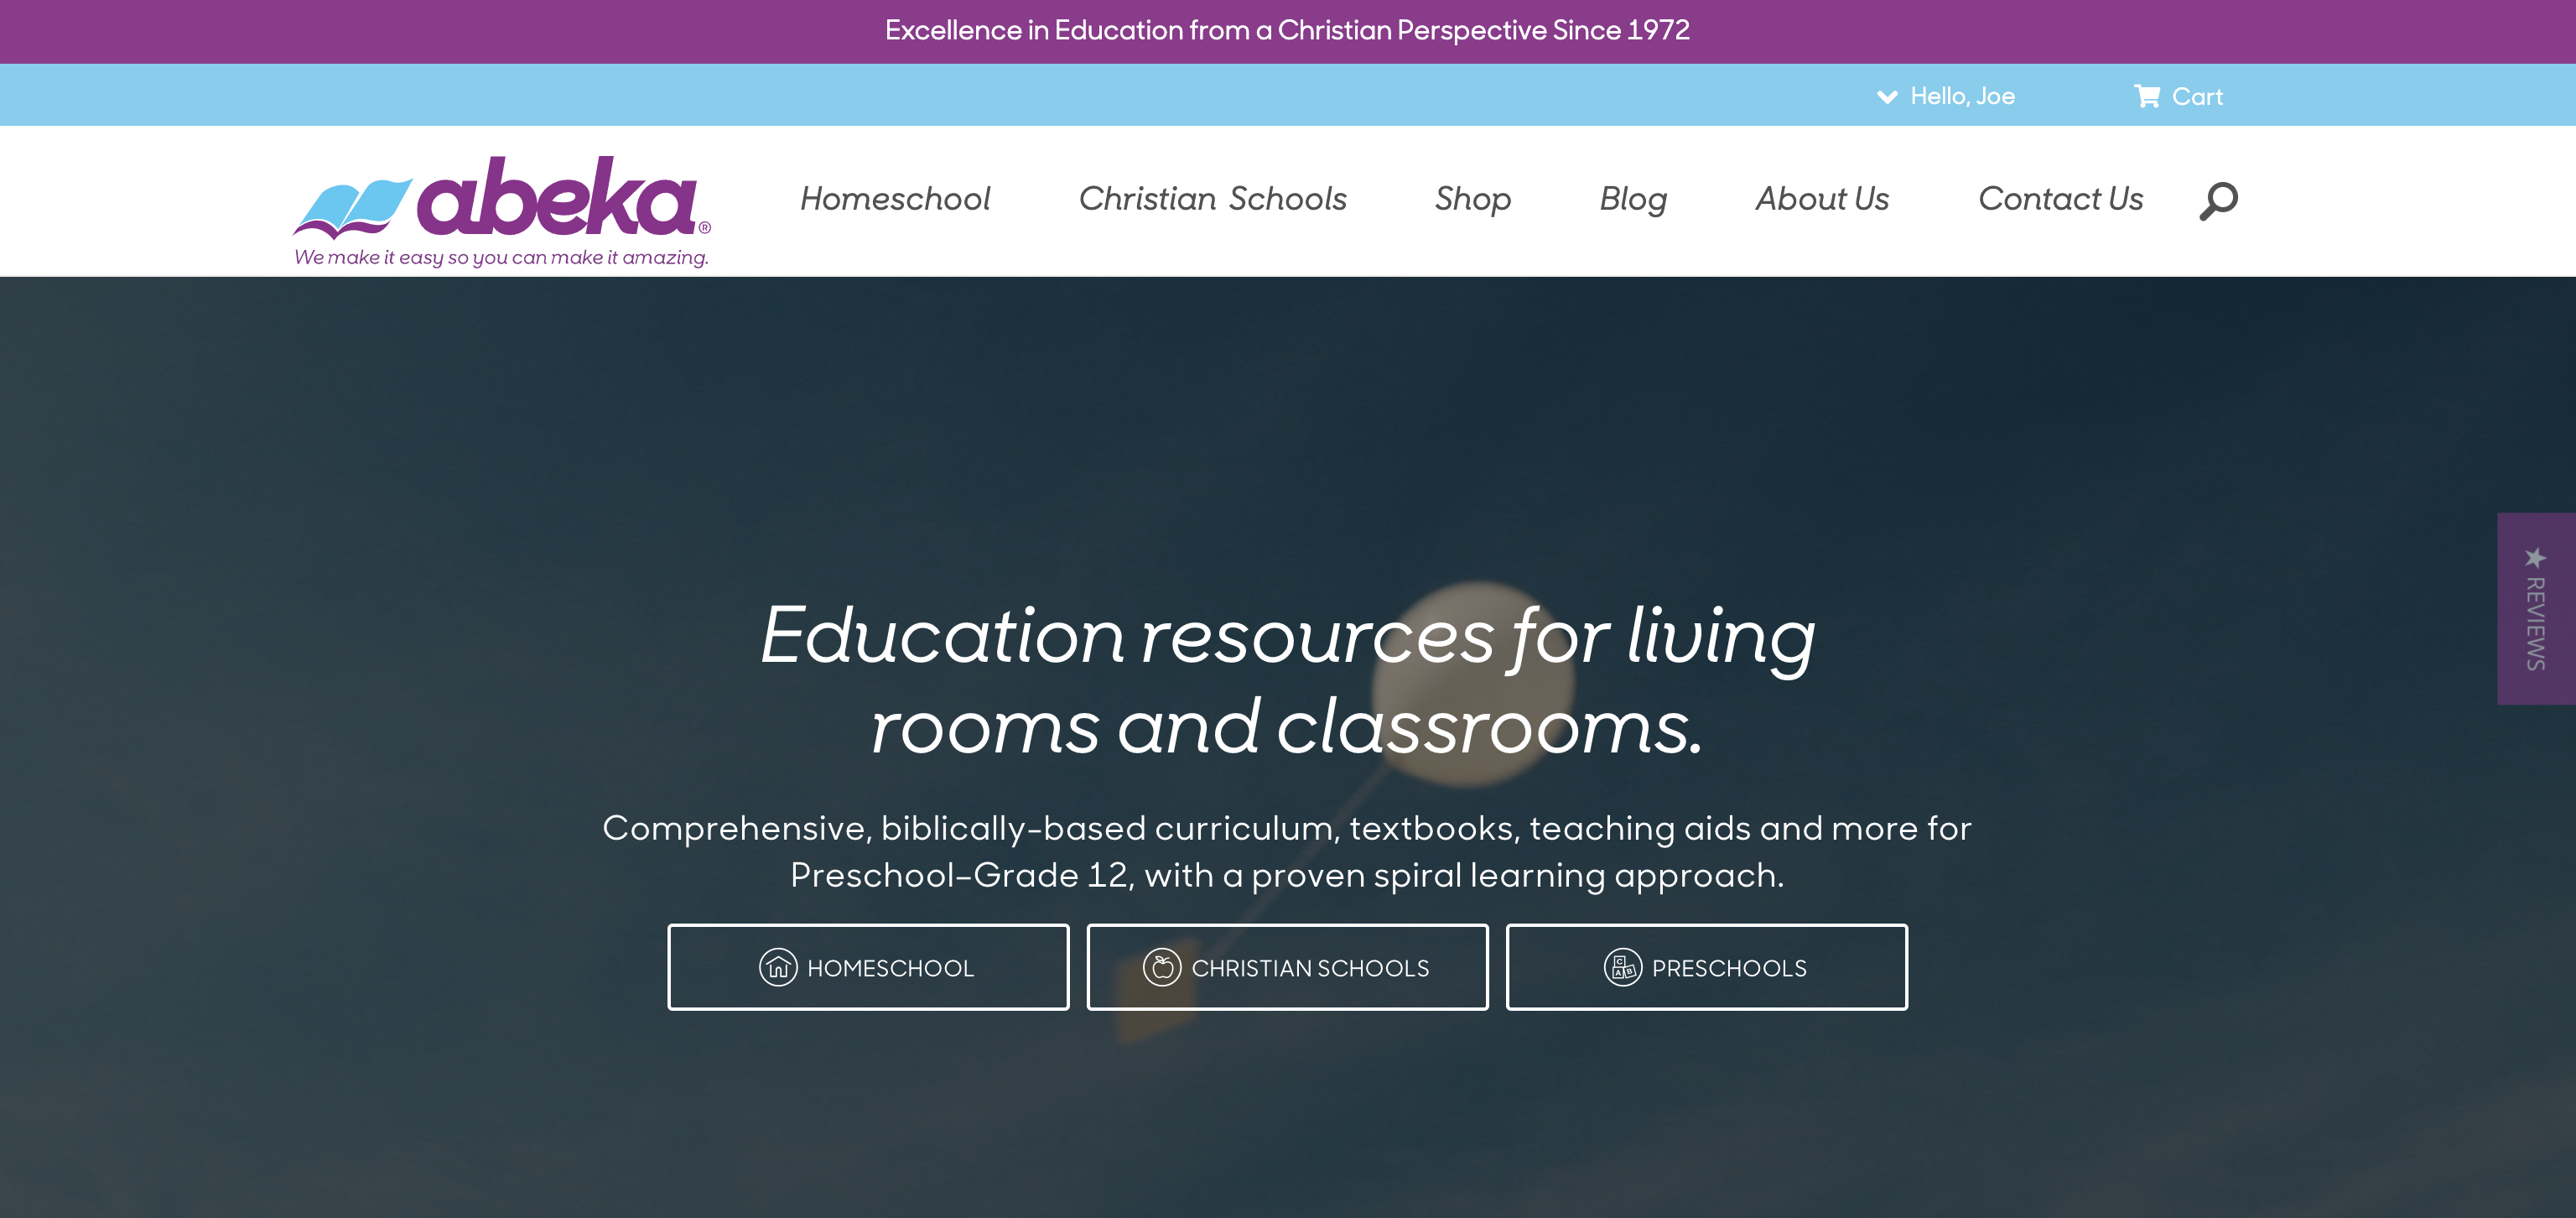 Excellence in Education from a Christian Perspective Since 1972
Hello, Joe
Cart
abeka®
We make it easy so you can make it amazing.
Homeschool
Christian Schools
Shop
Blog
About Us
Contact Us
Education resources for living
rooms and classrooms.
Comprehensive, biblically-based curriculum, textbooks, teaching aids and more for
Preschool–Grade 12, with a proven spiral learning approach.
HOMESCHOOL
C
A B
CHRISTIAN SCHOOLS
PRESCHOOLS
★ REVIEWS